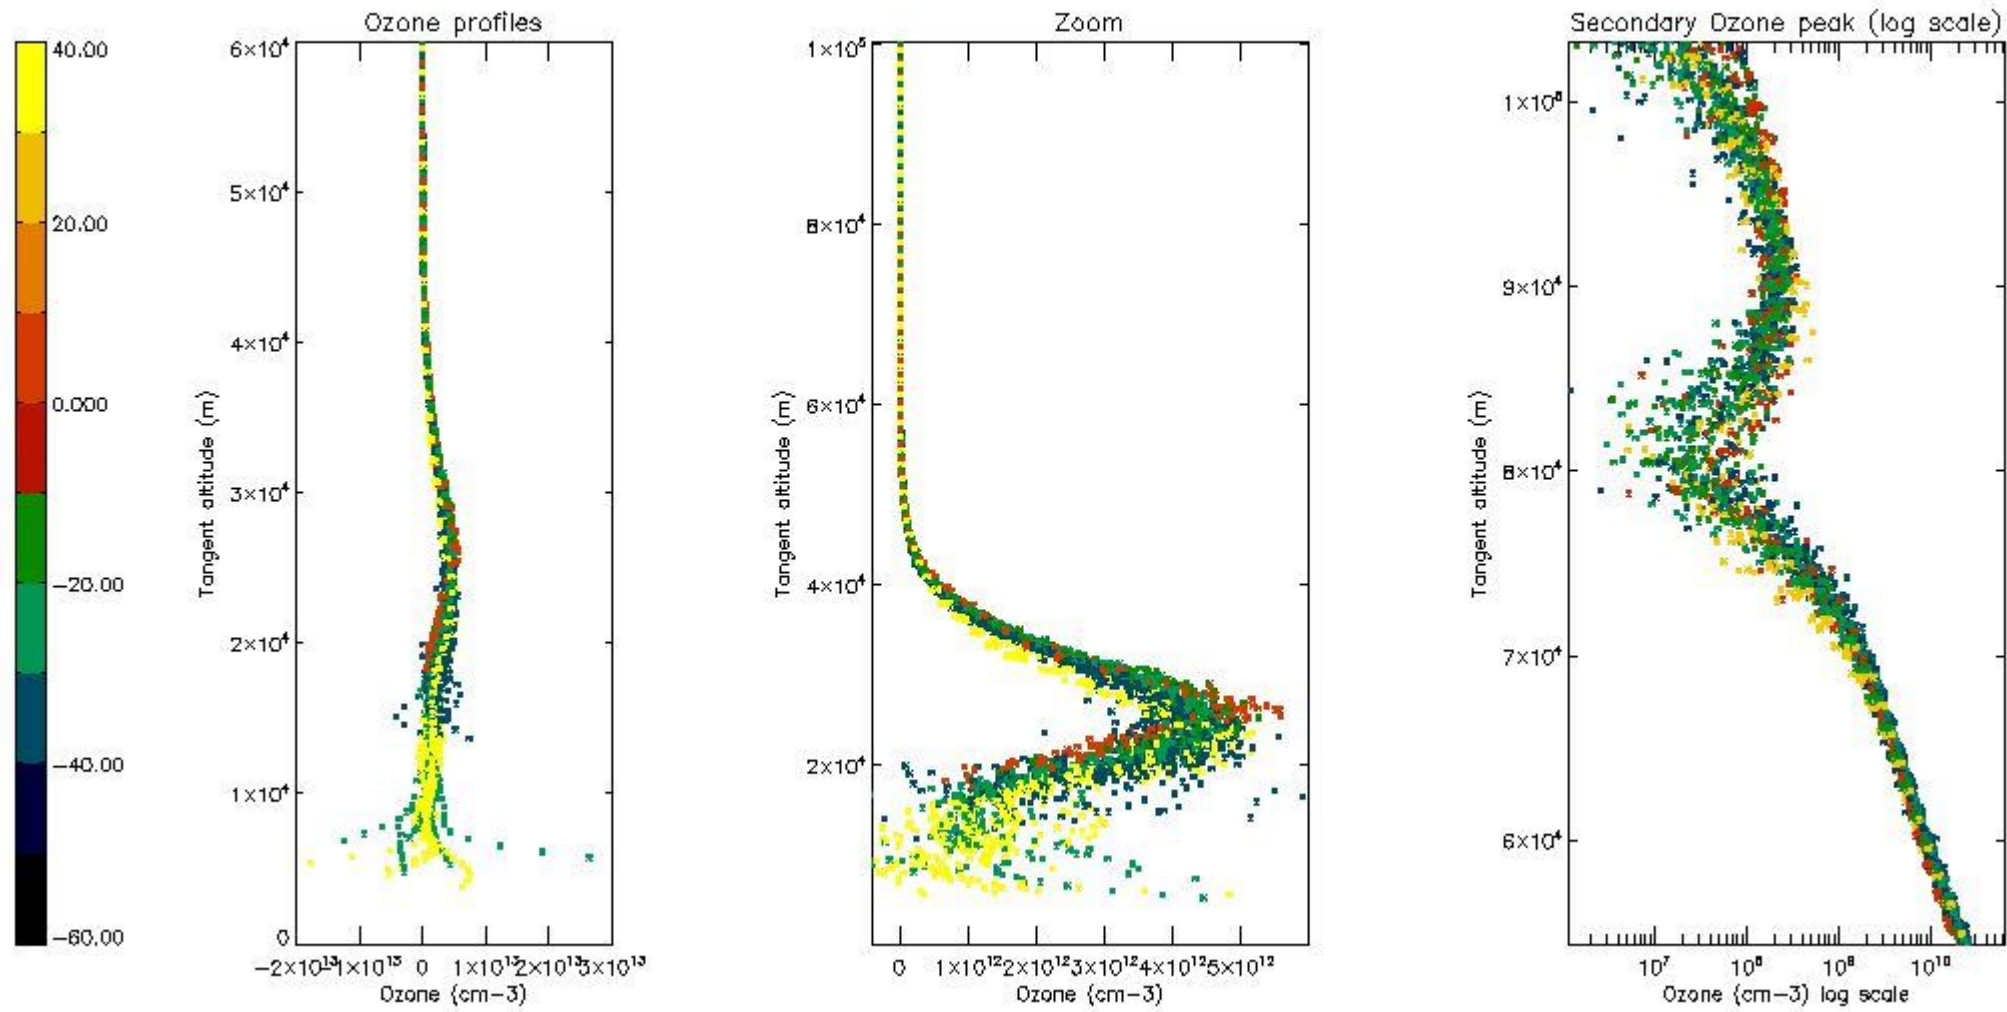 Ozone profiles
Zoom
Secondary Ozone peak (log scale)
40.00
20.00
0.000
−20.00
−40.00
−60.00
6×10⁴
5×10⁴
4×10⁴
3×10⁴
2×10⁴
1×10⁴
0
Tangent altitude (m)
0
Ozone (cm−3)
1×10⁵
8×10⁴
6×10⁴
4×10⁴
2×10⁴
Tangent altitude (m)
0 1×10¹² 2×10¹² 3×10¹² 4×10¹² 5×10¹²
Ozone (cm−3)
9×10⁴
8×10⁴
7×10⁴
6×10⁴
Tangent altitude (m)
10⁷ 10⁸ 10⁹ 10¹⁰
Ozone (cm−3) log scale